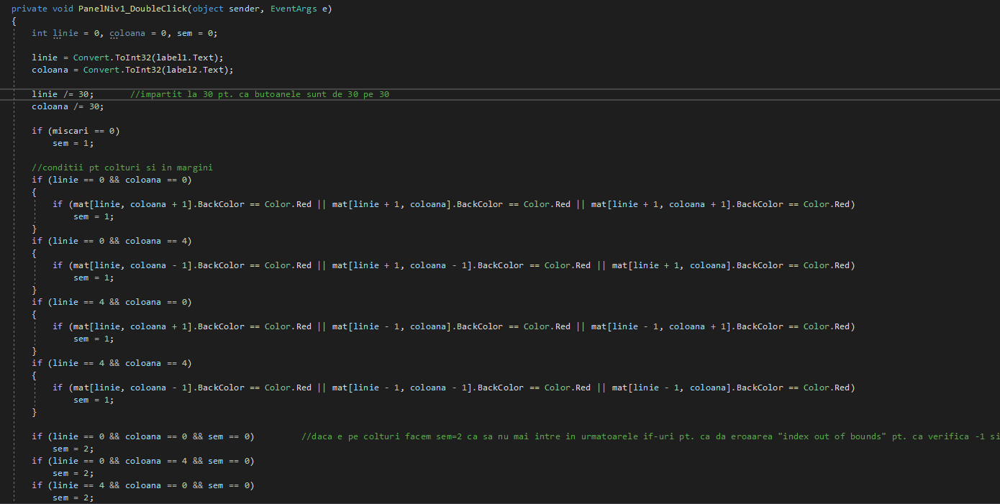 private void PanelNiv1_DoubleClick(object sender, EventArgs e)
{
int linie = 0, coloana = 0, sem = 0;
linie = Convert.ToInt32(label1.Text);
coloana = Convert.ToInt32(label2.Text);
linie /= 30; //impartit la 30 pt. ca butoanele sunt de 30 pe 30
coloana /= 30;
if (miscari == 0)
sem = 1;
//conditii pt colturi si in margini
if (linie == 0 && coloana == 0)
{
if (mat[linie, coloana + 1].BackColor == Color.Red || mat[linie + 1, coloana].BackColor == Color.Red || mat[linie + 1, coloana + 1].BackColor == Color.Red)
sem = 1;
}
if (linie == 0 && coloana == 4)
{
if (mat[linie, coloana - 1].BackColor == Color.Red || mat[linie + 1, coloana - 1].BackColor == Color.Red || mat[linie + 1, coloana].BackColor == Color.Red)
sem = 1;
}
if (linie == 4 && coloana == 0)
{
if (mat[linie, coloana + 1].BackColor == Color.Red || mat[linie - 1, coloana].BackColor == Color.Red || mat[linie - 1, coloana + 1].BackColor == Color.Red)
sem = 1;
}
if (linie == 4 && coloana == 4)
{
if (mat[linie, coloana - 1].BackColor == Color.Red || mat[linie - 1, coloana - 1].BackColor == Color.Red || mat[linie - 1, coloana].BackColor == Color.Red)
sem = 1;
}
if (linie == 0 && coloana == 0 && sem == 0) //daca e pe colturi facem sem=2 ca sa nu mai intre in urmatoarele if-uri pt. ca da eroaarea "index out of bounds" pt. ca verifica -1 si
sem = 2;
if (linie == 0 && coloana == 4 && sem == 0)
sem = 2;
if (linie == 4 && coloana == 0 && sem == 0)
sem = 2;